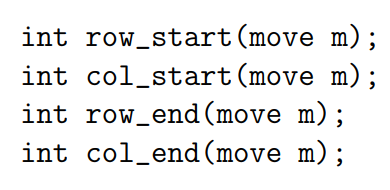 int row_start(move m);
int col_start(move m);
int row_end(move m);
int col_end(move m);